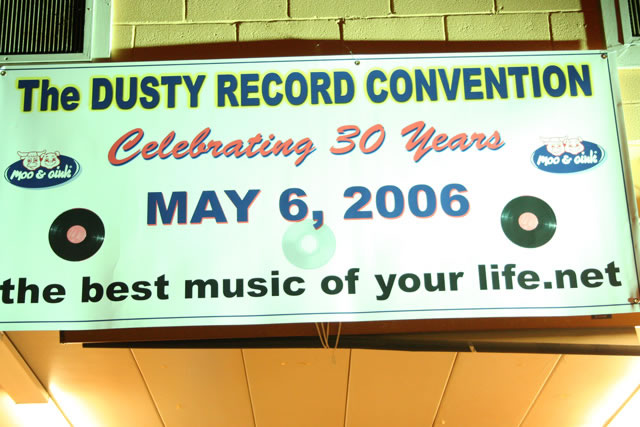 The DUSTY RECORD CONVENTION
Celebrating 30 Years
moo & oink
moo & oink
MAY 6, 2006
the best music of your life.net